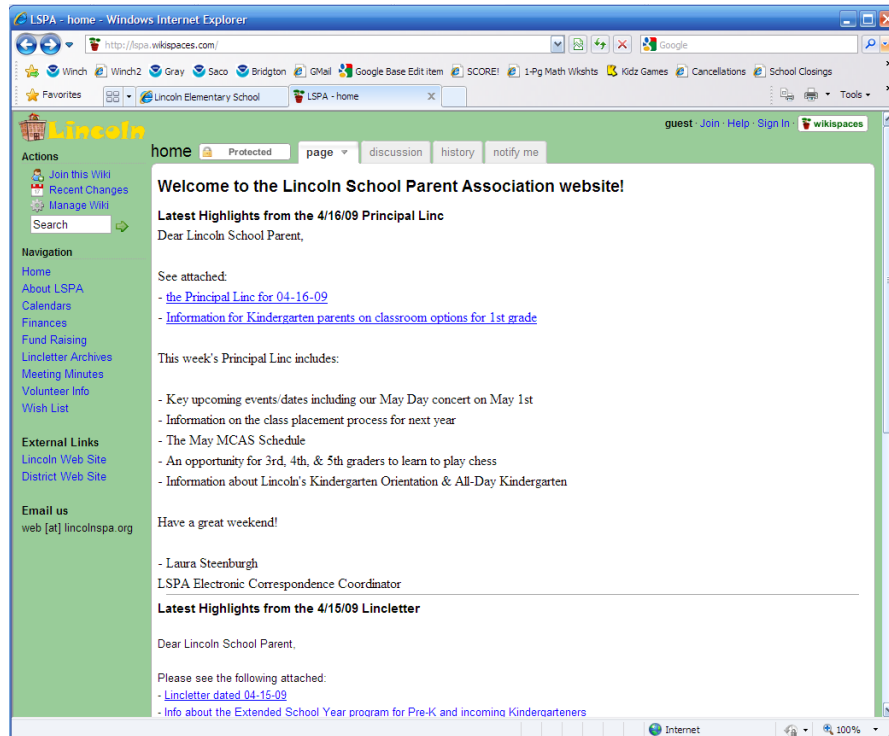 LSPA - home - Windows Internet Explorer
http://lspa.wikispaces.com/
Google
Winch Winch2 Gray Saco Bridgton GMail Google Base Edit item SCORE! 1-Pg Math Wkshts Kidz Games Cancellations School Closings
Favorites Lincoln Elementary School LSPA - home X Tools
Lincoln
guest · Join · Help · Sign In · wikispaces
home Protected page discussion history notify me
Actions
Join this Wiki
Recent Changes
Manage Wiki
Search
Navigation
Home
About LSPA
Calendars
Finances
Fund Raising
Lincletter Archives
Meeting Minutes
Volunteer Info
Wish List
External Links
Lincoln Web Site
District Web Site
Email us
web [at] lincolnspa.org
Welcome to the Lincoln School Parent Association website!
Latest Highlights from the 4/16/09 Principal Linc
Dear Lincoln School Parent,
See attached:
- the Principal Linc for 04-16-09
- Information for Kindergarten parents on classroom options for 1st grade
This week's Principal Linc includes:
- Key upcoming events/dates including our May Day concert on May 1st
- Information on the class placement process for next year
- The May MCAS Schedule
- An opportunity for 3rd, 4th, & 5th graders to learn to play chess
- Information about Lincoln's Kindergarten Orientation & All-Day Kindergarten
Have a great weekend!
- Laura Steenburgh
LSPA Electronic Correspondence Coordinator
Latest Highlights from the 4/15/09 Lincletter
Dear Lincoln School Parent,
Please see the following attached:
- Lincletter dated 04-15-09
- Info about the Extended School Year program for Pre-K and incoming Kindergarteners
Internet 100%